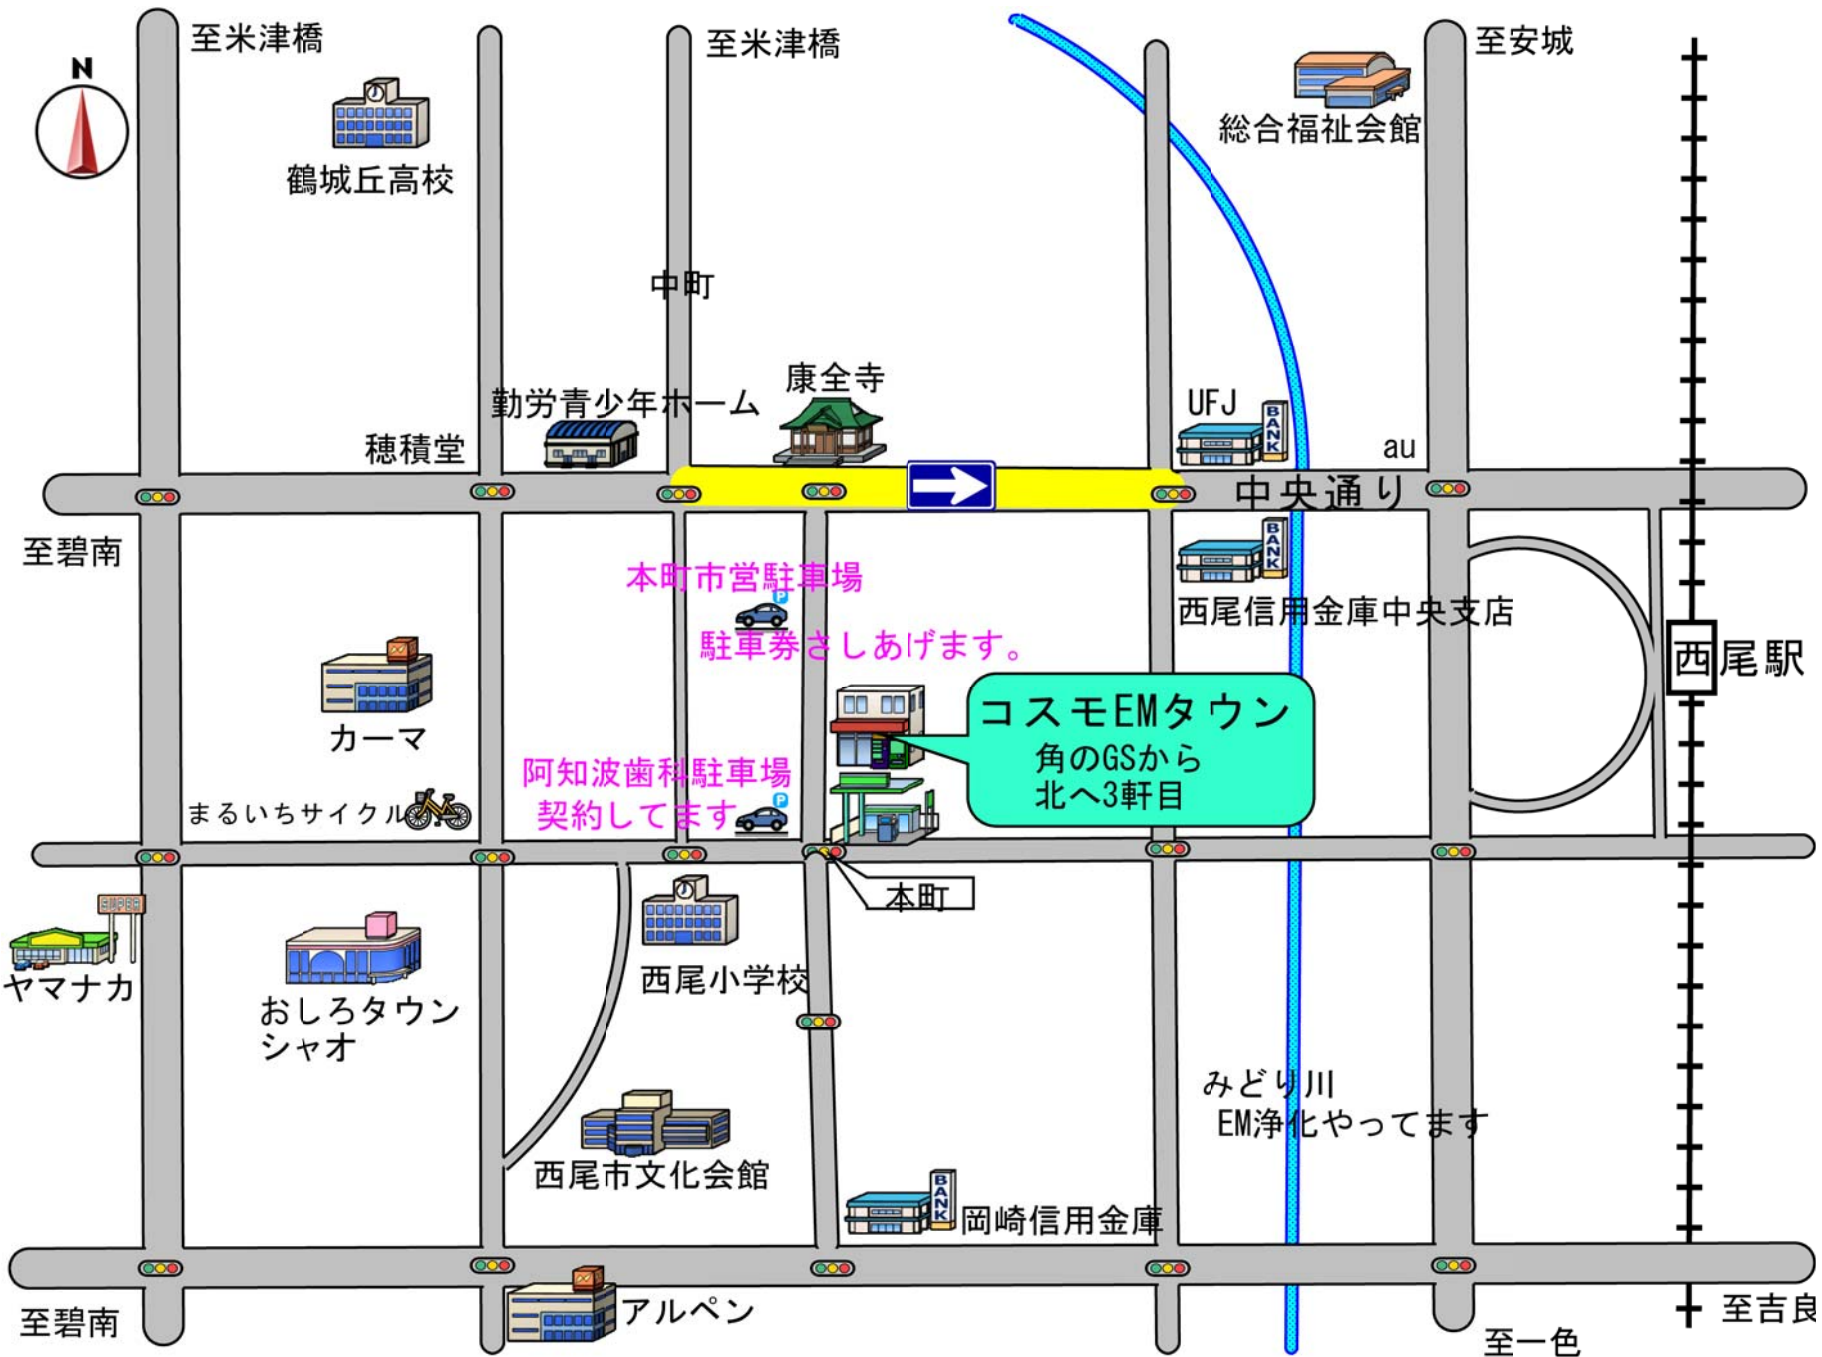 至米津橋
至米津橋
至安城
N
総合福祉会館
鶴城丘高校
中町
康全寺
勤労青少年ホーム
UFJ
BANK
穂積堂
au
中央通り
至碧南
BANK
本町市営駐車場
P
西尾信用金庫中央支店
駐車券さしあげます。
西尾駅
コスモEMタウン
角のGSから
北へ3軒目
カーマ
阿知波歯科駐車場
契約してます
P
まるいちサイクル
本町
SUPER
ヤマナカ
西尾小学校
おしろタウン
シャオ
みどり川
EM浄化やってます
西尾市文化会館
BANK
岡崎信用金庫
アルペン
至碧南
至吉良
至一色